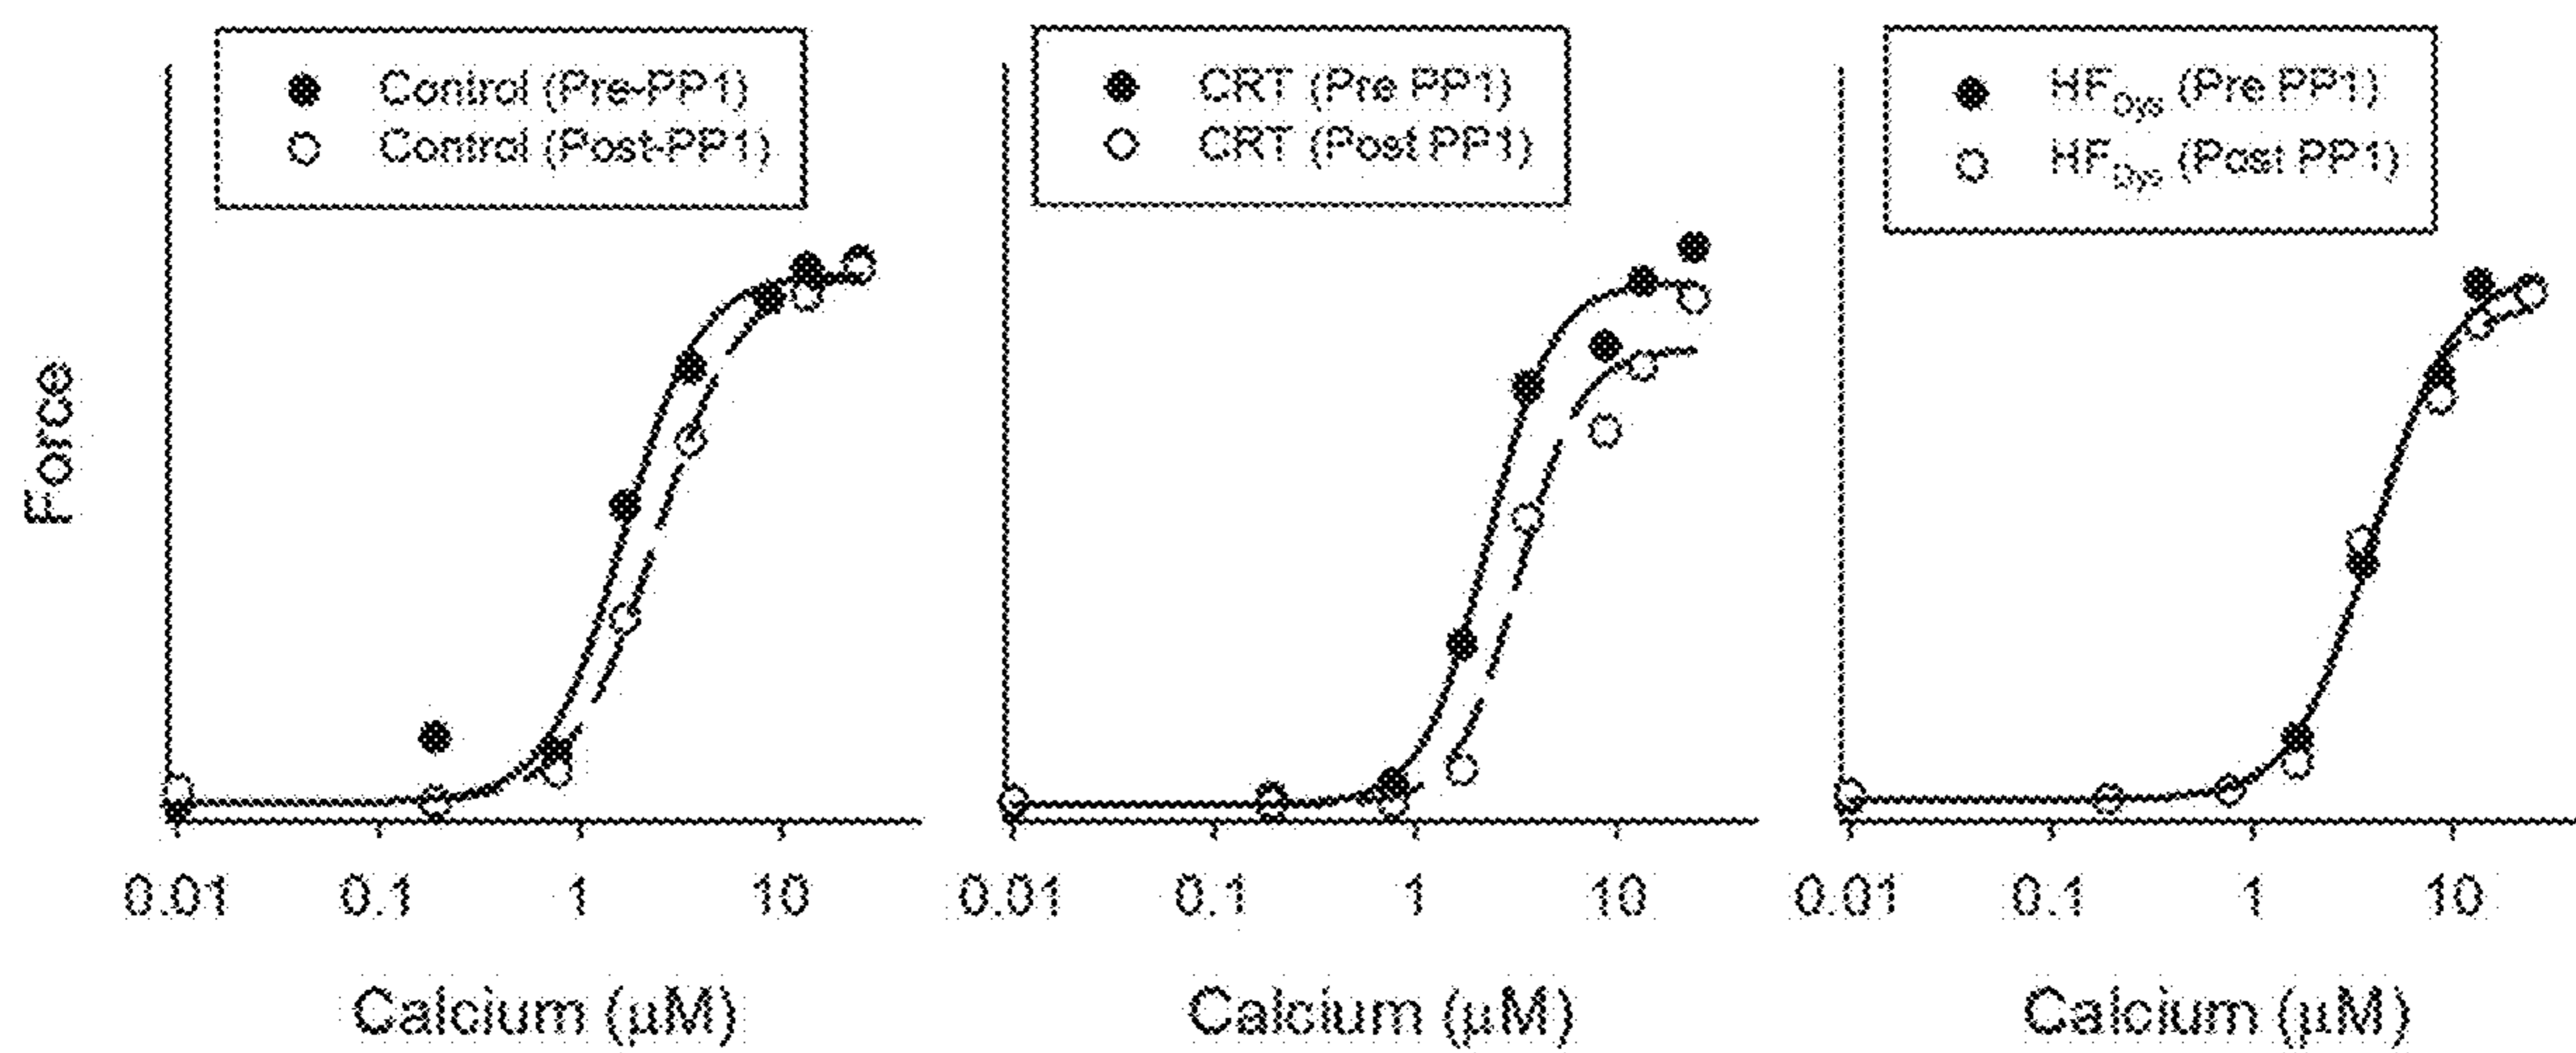 Control (Pre-PP1)
Control (Post-PP1)
CRT (Pre PP1)
CRT (Post PP1)
HFDys (Pre PP1)
HFDys (Post PP1)
Force
0.01 0.1 1 10
0.01 0.1 1 10
0.01 0.1 1 10
Calcium (µM)
Calcium (µM)
Calcium (µM)